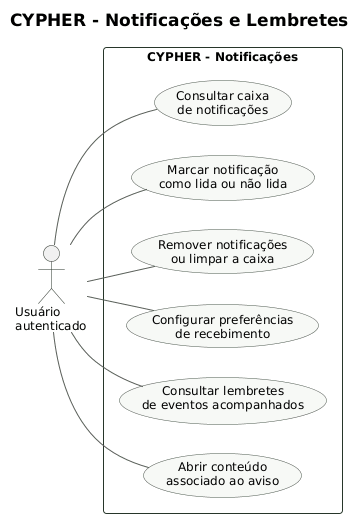 CYPHER - Notificações e Lembretes
CYPHER - Notificações
Consultar caixa
de notificações
Marcar notificação
como lida ou não lida
Remover notificações
ou limpar a caixa
Usuário
autenticado
Configurar preferências
de recebimento
Consultar lembretes
de eventos acompanhados
Abrir conteúdo
associado ao aviso